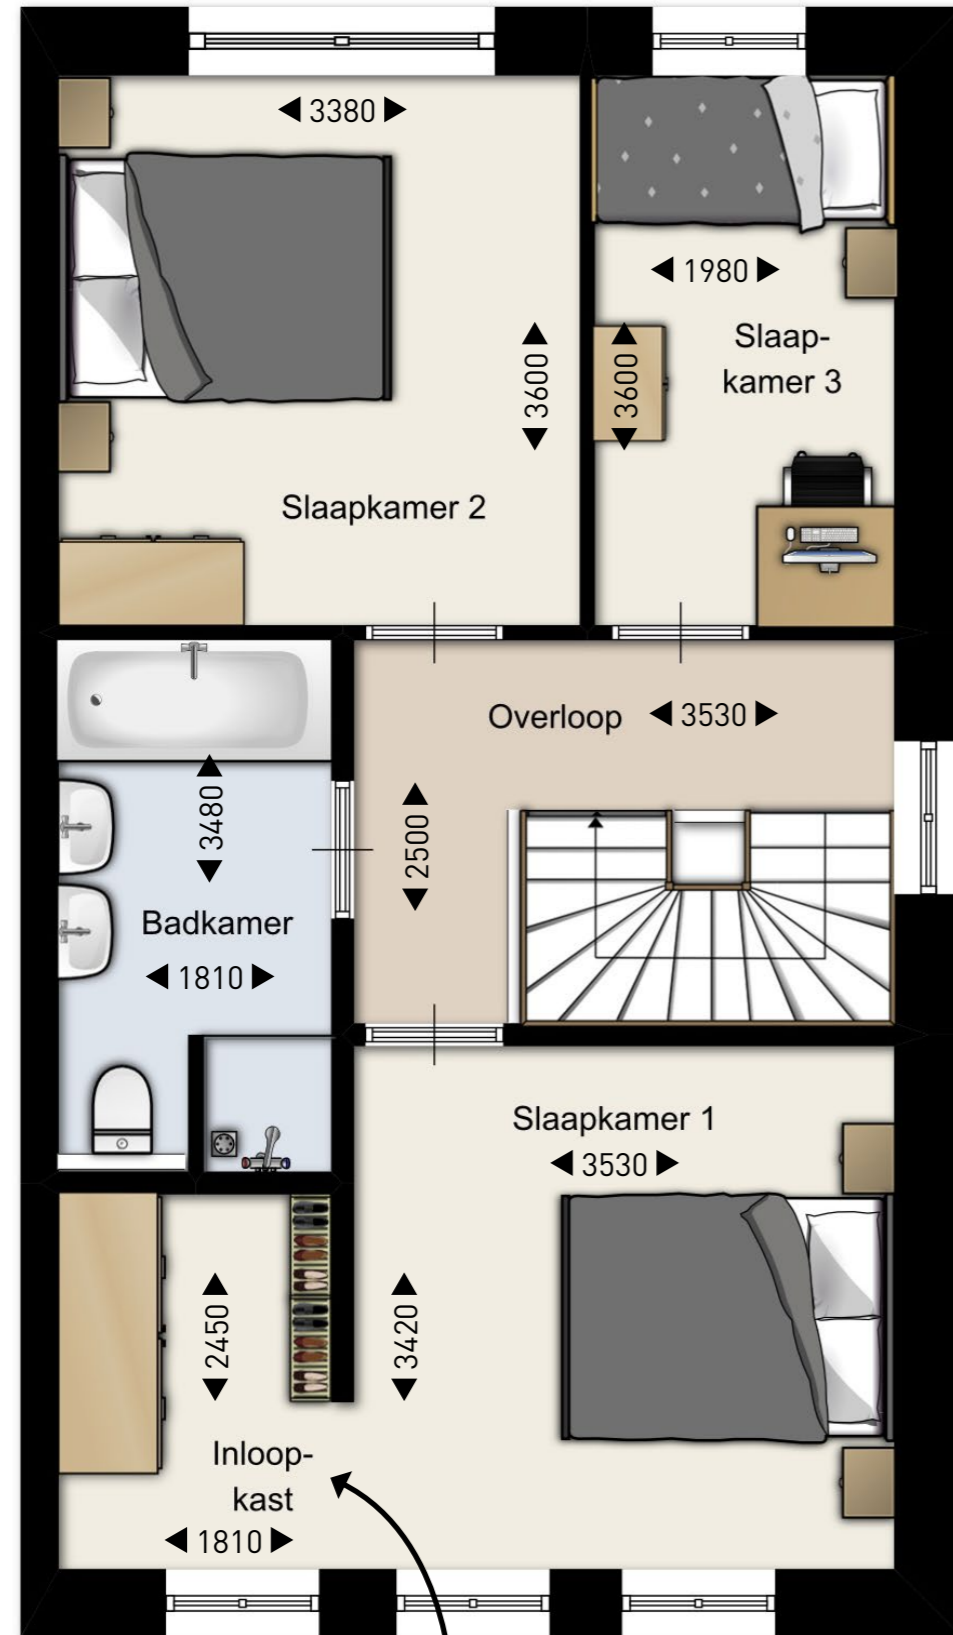 3380
1980
3600
3600
Slaap-
kamer 3
Slaapkamer 2
Overloop
3530
3480
2500
Badkamer
1810
Slaapkamer 1
3530
2450
3420
Inloop-
kast
1810